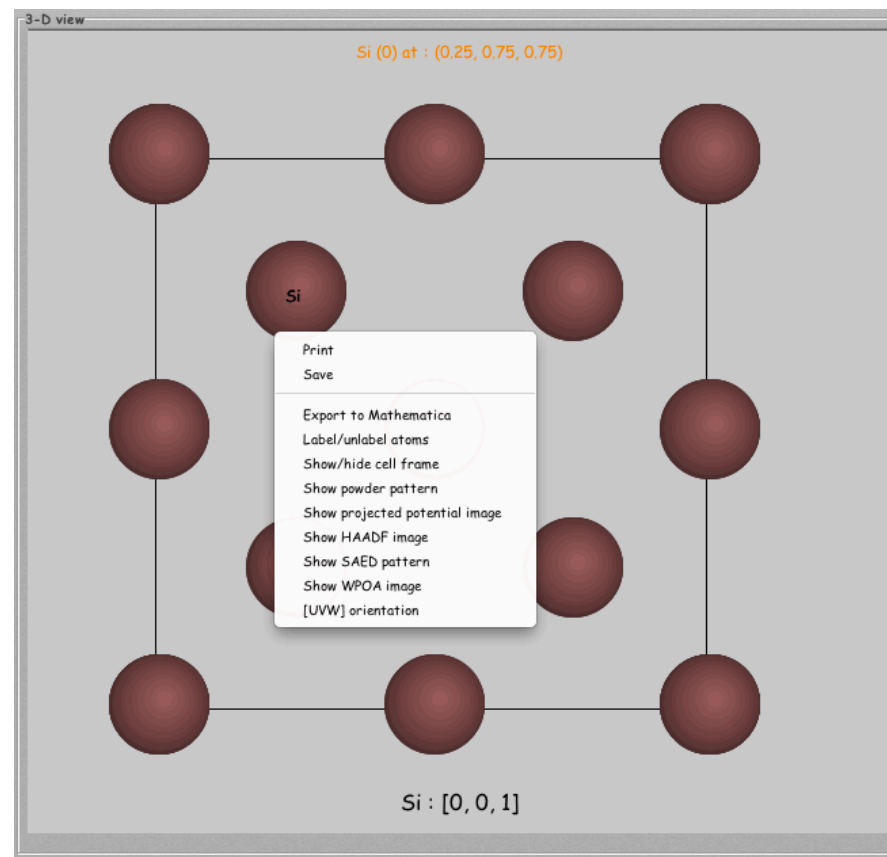 3-D view
Si (0) at : (0.25, 0.75, 0.75)
Si
Print
Save
Export to Mathematica
Label/unlabel atoms
Show/hide cell frame
Show powder pattern
Show projected potential image
Show HAADF image
Show SAED pattern
Show WPOA image
[UVW] orientation
Si : [0, 0, 1]